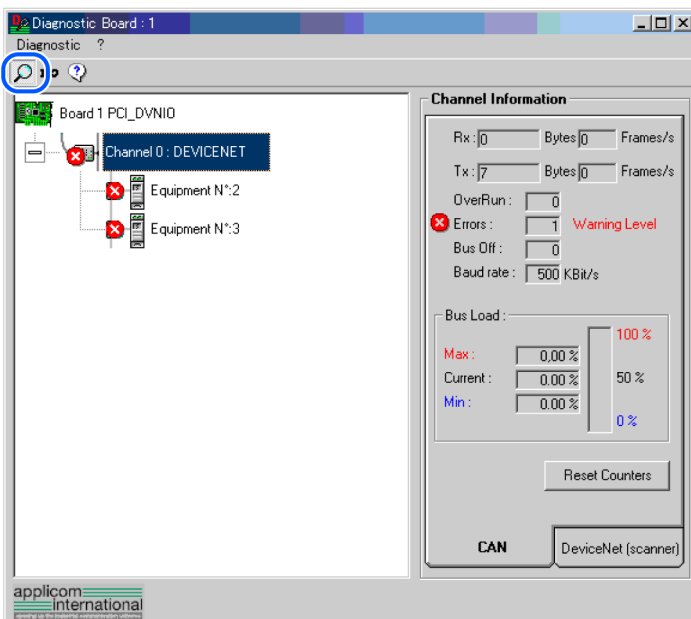 Diagnostic Board : 1
Diagnostic ?
Board 1 PCI_DVNIO
Channel 0 : DEVICENET
Equipment N°:2
Equipment N°:3
Channel Information
Rx : 0 Bytes 0 Frames/s
Tx : 7 Bytes 0 Frames/s
OverRun : 0
Errors : 1 Warning Level
Bus Off : 0
Baud rate : 500 KBit/s
Bus Load :
100 %
Max : 0,00 %
Current : 0.00 % 50 %
Min : 0.00 %
0 %
Reset Counters
CAN DeviceNet (scanner)
applicom
international